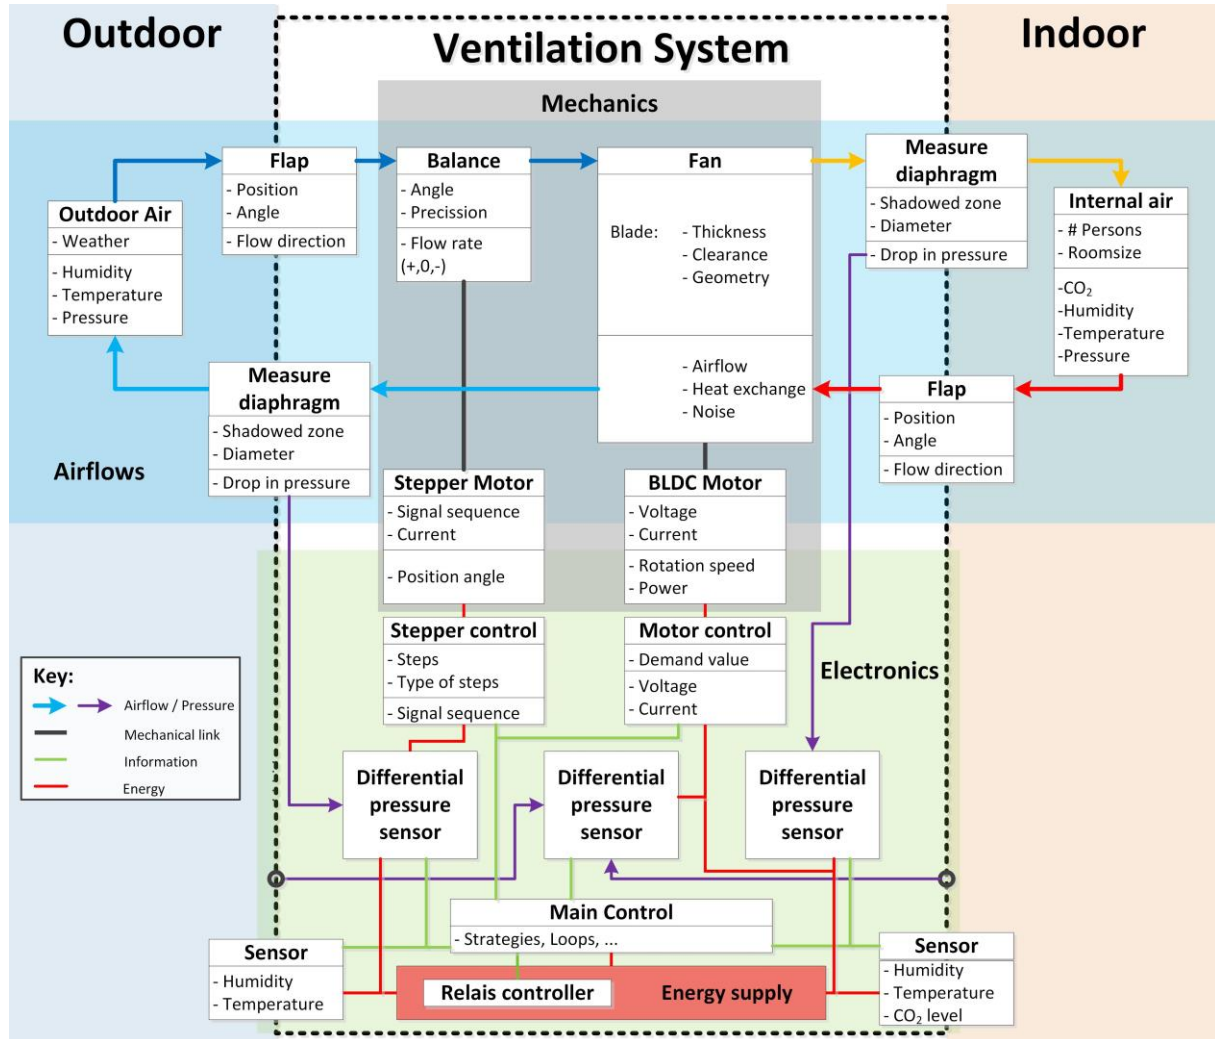 Outdoor
Ventilation System
Indoor
Mechanics
Flap
- Position
- Angle
- Flow direction
Balance
- Angle
- Precission
- Flow rate
(+,0,-)
Fan
Blade:
- Thickness
- Clearance
- Geometry
- Airflow
- Heat exchange
- Noise
Measure
diaphragm
- Shadowed zone
- Diameter
- Drop in pressure
Outdoor Air
- Weather
- Humidity
- Temperature
- Pressure
Internal air
- # Persons
- Roomsize
-CO₂
-Humidity
-Temperature
-Pressure
Measure
diaphragm
- Shadowed zone
- Diameter
- Drop in pressure
Flap
- Position
- Angle
- Flow direction
Airflows
Stepper Motor
- Signal sequence
- Current
- Position angle
BLDC Motor
- Voltage
- Current
- Rotation speed
- Power
Stepper control
- Steps
- Type of steps
- Signal sequence
Motor control
- Demand value
- Voltage
- Current
Electronics
Key:
Airflow / Pressure
Mechanical link
Information
Energy
Differential
pressure
sensor
Differential
pressure
sensor
Differential
pressure
sensor
Main Control
- Strategies, Loops, ...
Sensor
- Humidity
- Temperature
Relais controller
Energy supply
Sensor
- Humidity
- Temperature
- CO₂ level